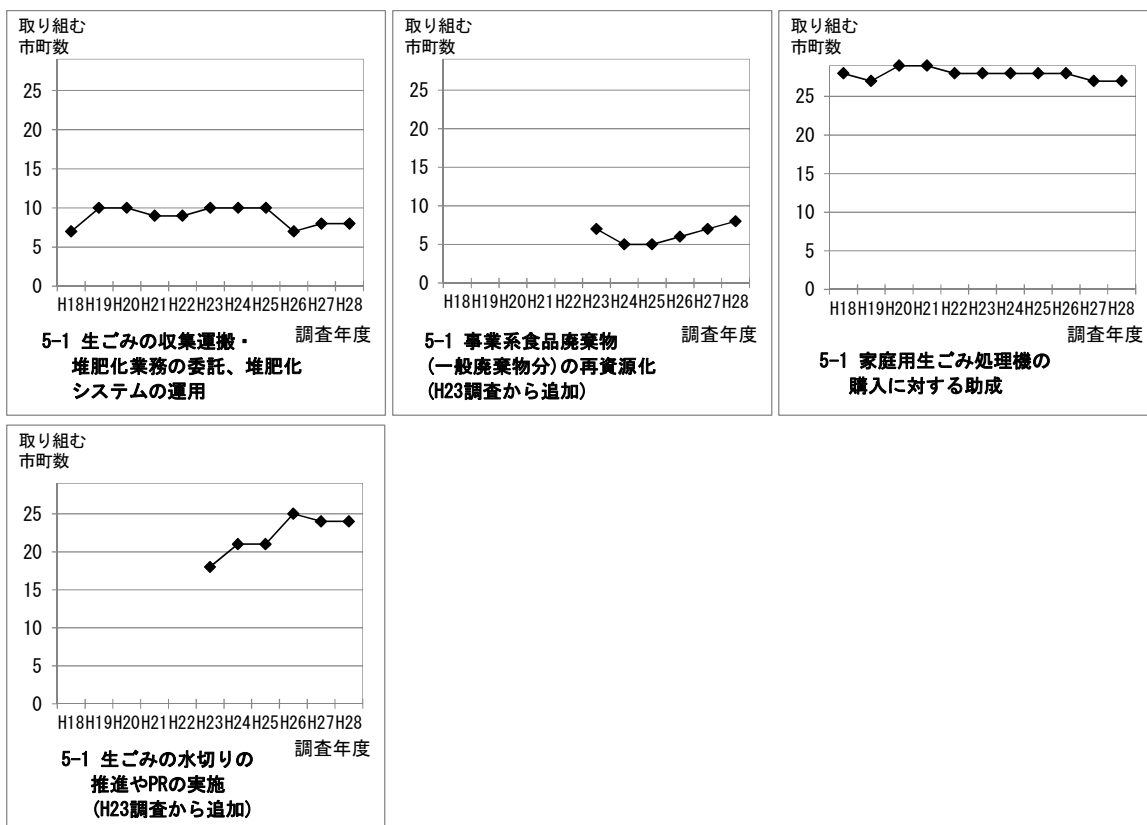 取り組む
市町数
25
20
15
10
5
0
H18H19H20H21H22H23H24H25H26H27H28
調査年度
5-1 生ごみの収集運搬・
堆肥化業務の委託、堆肥化
システムの運用
取り組む
市町数
25
20
15
10
5
0
H18H19H20H21H22H23H24H25H26H27H28
調査年度
5-1 事業系食品廃棄物
(一般廃棄物分)の再資源化
(H23調査から追加)
取り組む
市町数
25
20
15
10
5
0
H18H19H20H21H22H23H24H25H26H27H28
調査年度
5-1 家庭用生ごみ処理機の
購入に対する助成
取り組む
市町数
25
20
15
10
5
0
H18H19H20H21H22H23H24H25H26H27H28
調査年度
5-1 生ごみの水切りの
推進やPRの実施
(H23調査から追加)